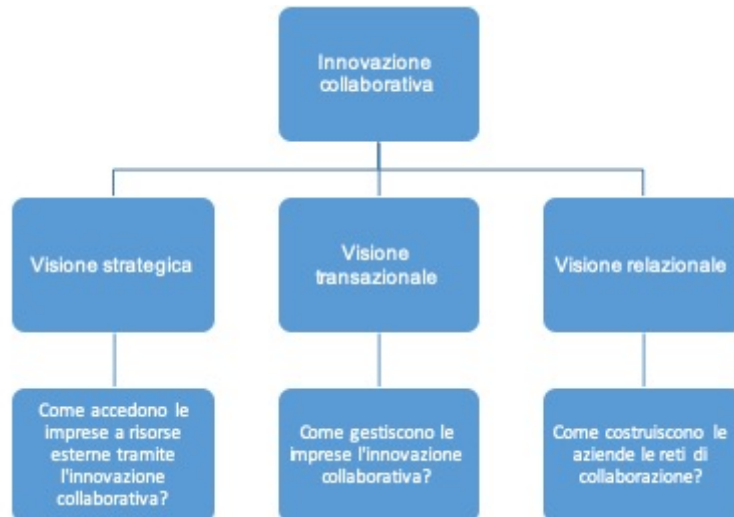 Innovazione
collaborativa
Visione strategica
Visione
transazionale
Visione relazionale
Come accedono le
imprese a risorse
esterne tramite
l'innovazione
collaborativa?
Come gestiscono le
imprese l'innovazione
collaborativa?
Come costruiscono le
aziende le reti di
collaborazione?